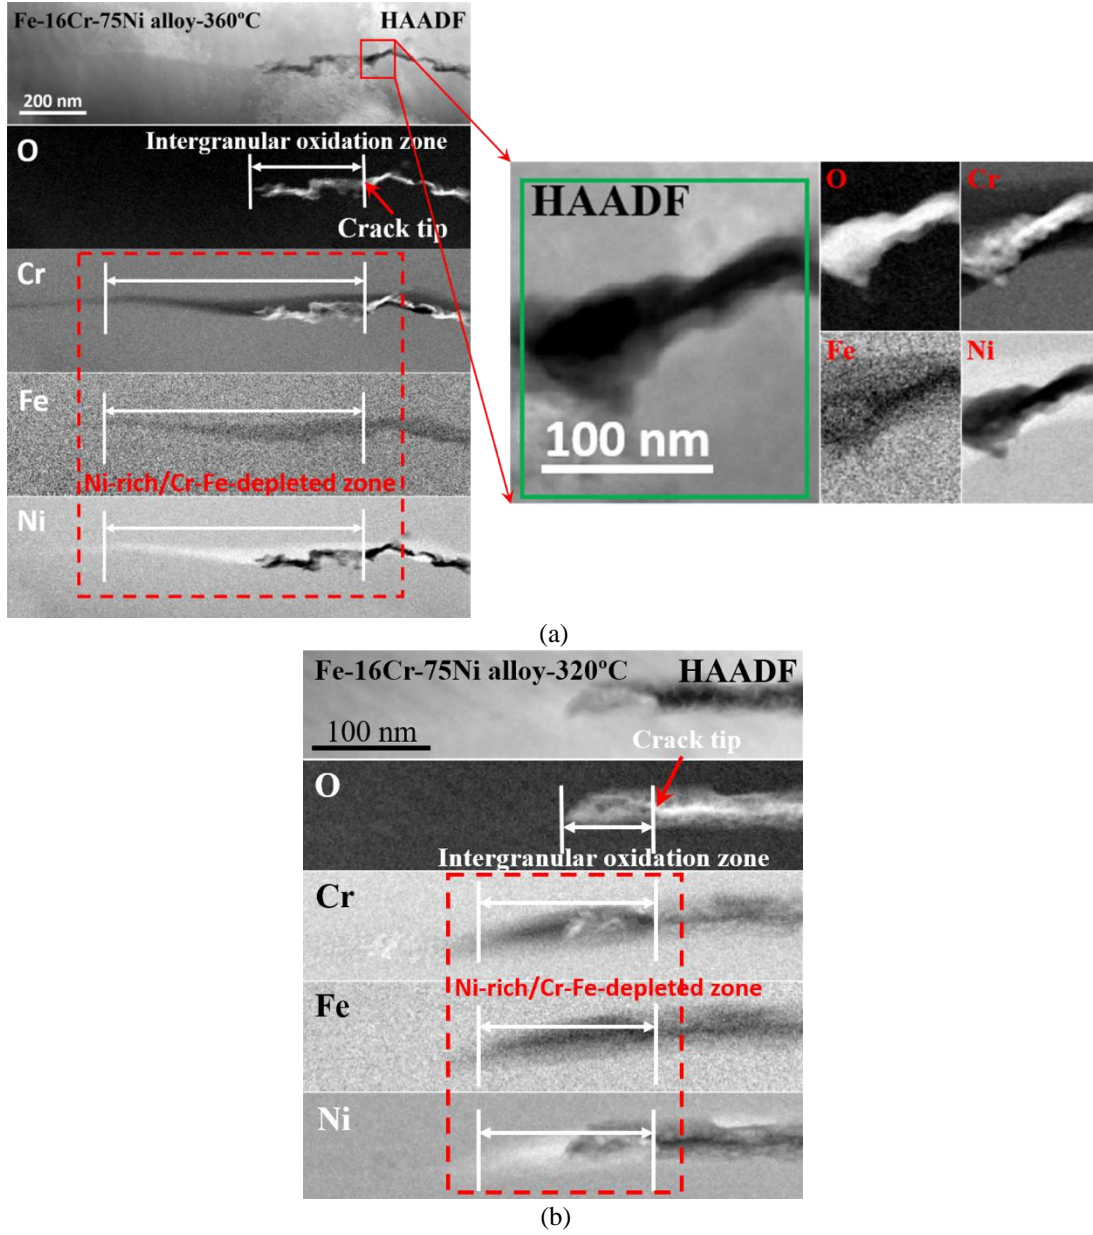 Fe-16Cr-75Ni alloy-360ºC HAADF
200 nm
O
Intergranular oxidation zone
Crack tip
Cr
Fe
Ni-rich/Cr-Fe-depleted zone
Ni
HAADF
100 nm
O
Cr
Fe
Ni
(a)
Fe-16Cr-75Ni alloy-320ºC HAADF
100 nm
Crack tip
O
Intergranular oxidation zone
Cr
Ni-rich/Cr-Fe-depleted zone
Fe
Ni
(b)